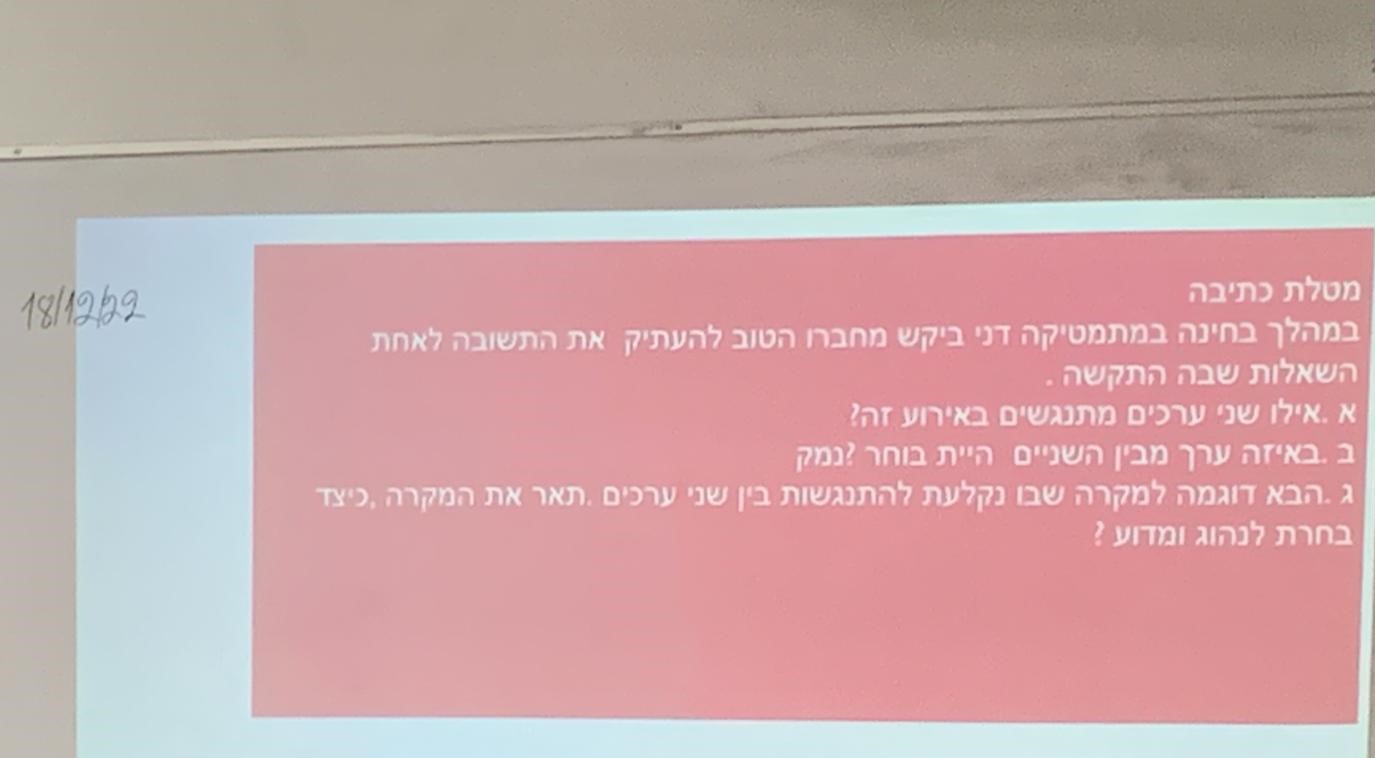 מטלת כתיבה
במהלך בחינה במתמטיקה דני ביקש מחברו הטוב להעתיק את התשובה לאחת
השאלות שבה התקשה .
א .אילו שני ערכים מתנגשים באירוע זה?
ב .באיזה ערך מבין השניים היית בוחר ?נמק
ג .הבא דוגמה למקרה שבו נקלעת להתנגשות בין שני ערכים .תאר את המקרה ,כיצד
בחרת לנהוג ומדוע ?
18/12/22